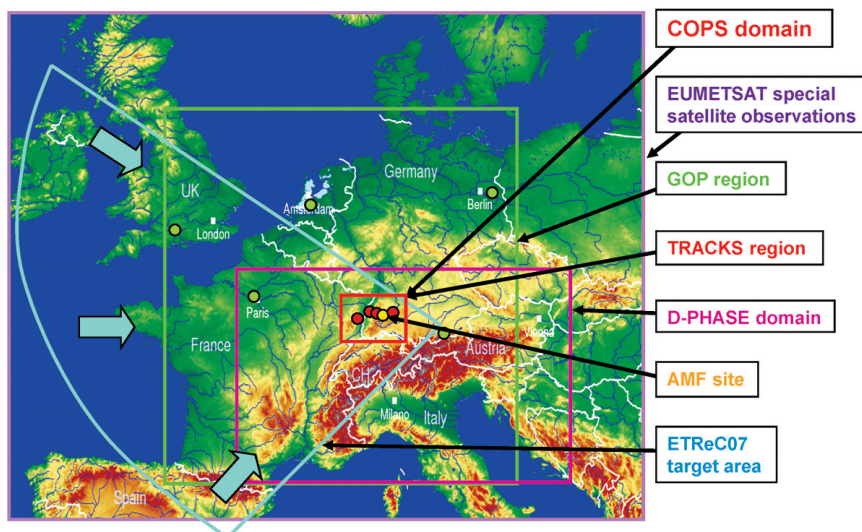 COPS domain
EUMETSAT special
satellite observations
GOP region
TRACKS region
D-PHASE domain
AMF site
ETReC07
target area
UK
London
Amsterdam
Germany
Berlin
Paris
France
CH
Austria
Vienna
Milano
Italy
Spain